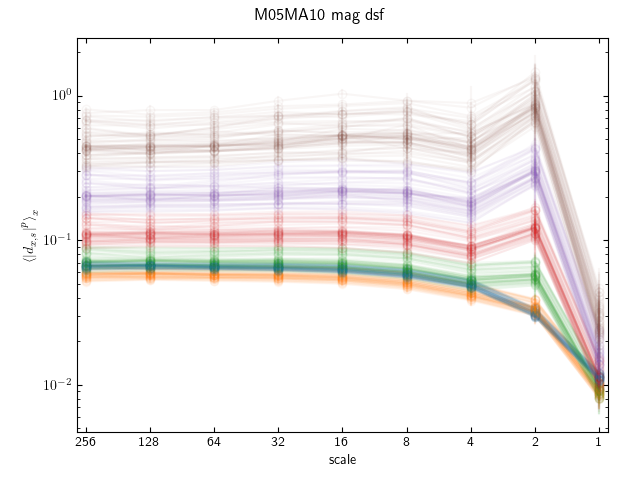 M05MA10 mag dsf
⟨|d_{x,s}|^p⟩_x
10^0
10^{-1}
10^{-2}
256 128 64 32 16 8 4 2 1
scale